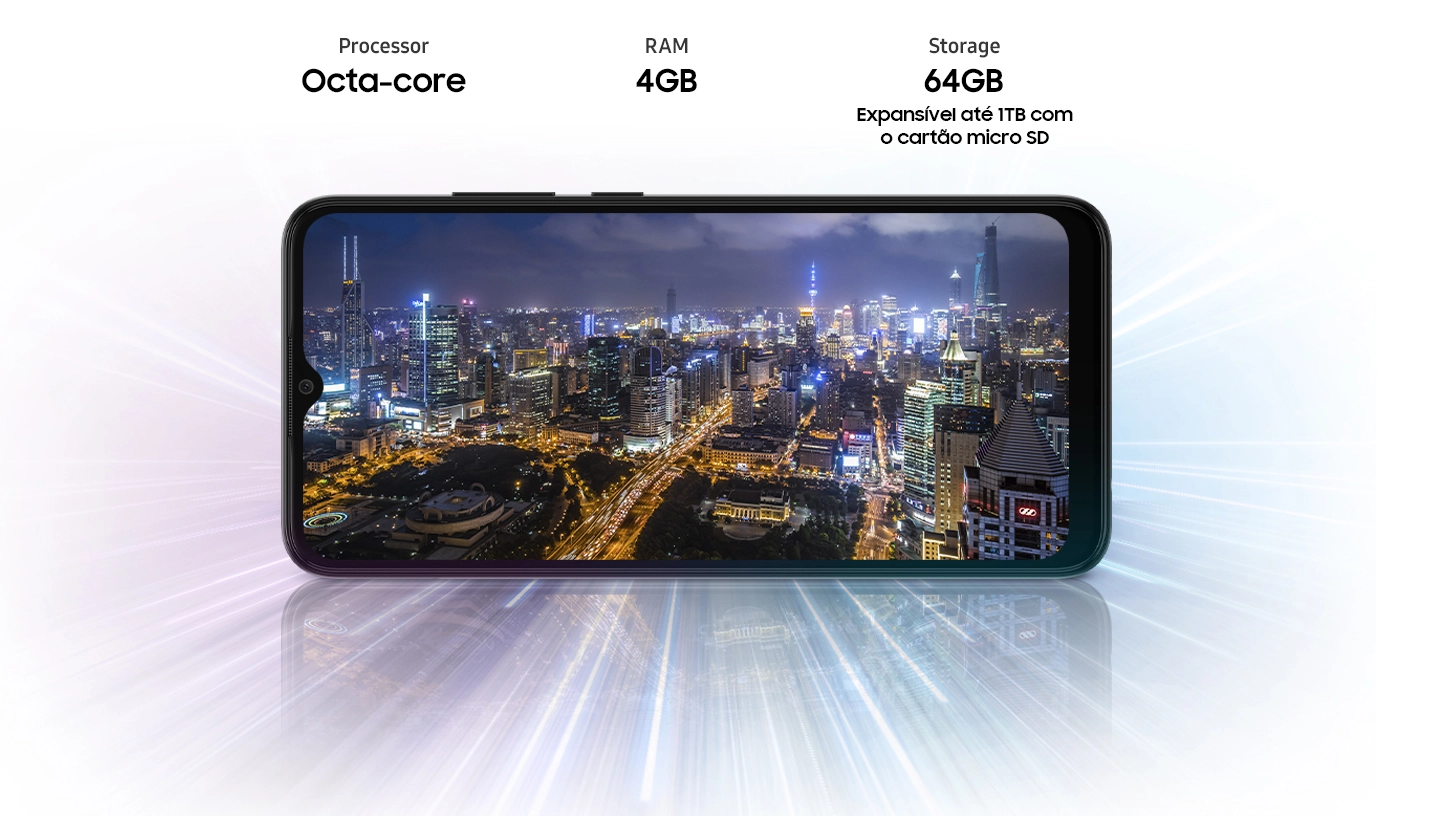 Processor
Octa-core
RAM
4GB
Storage
64GB
Expansível até 1TB com
o cartão micro SD